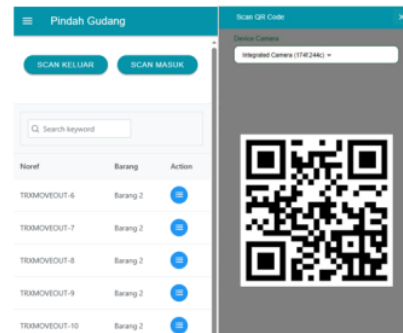 Pindah Gudang
SCAN KELUAR
SCAN MASUK
Search keyword
Noref Barang Action
TRXMOVEOUT-6 Barang 2
TRXMOVEOUT-7 Barang 2
TRXMOVEOUT-8 Barang 2
TRXMOVEOUT-9 Barang 2
TRXMOVEOUT-10 Barang 2
Scan QR Code
Device Camera
Integrated Camera (174f:244c)